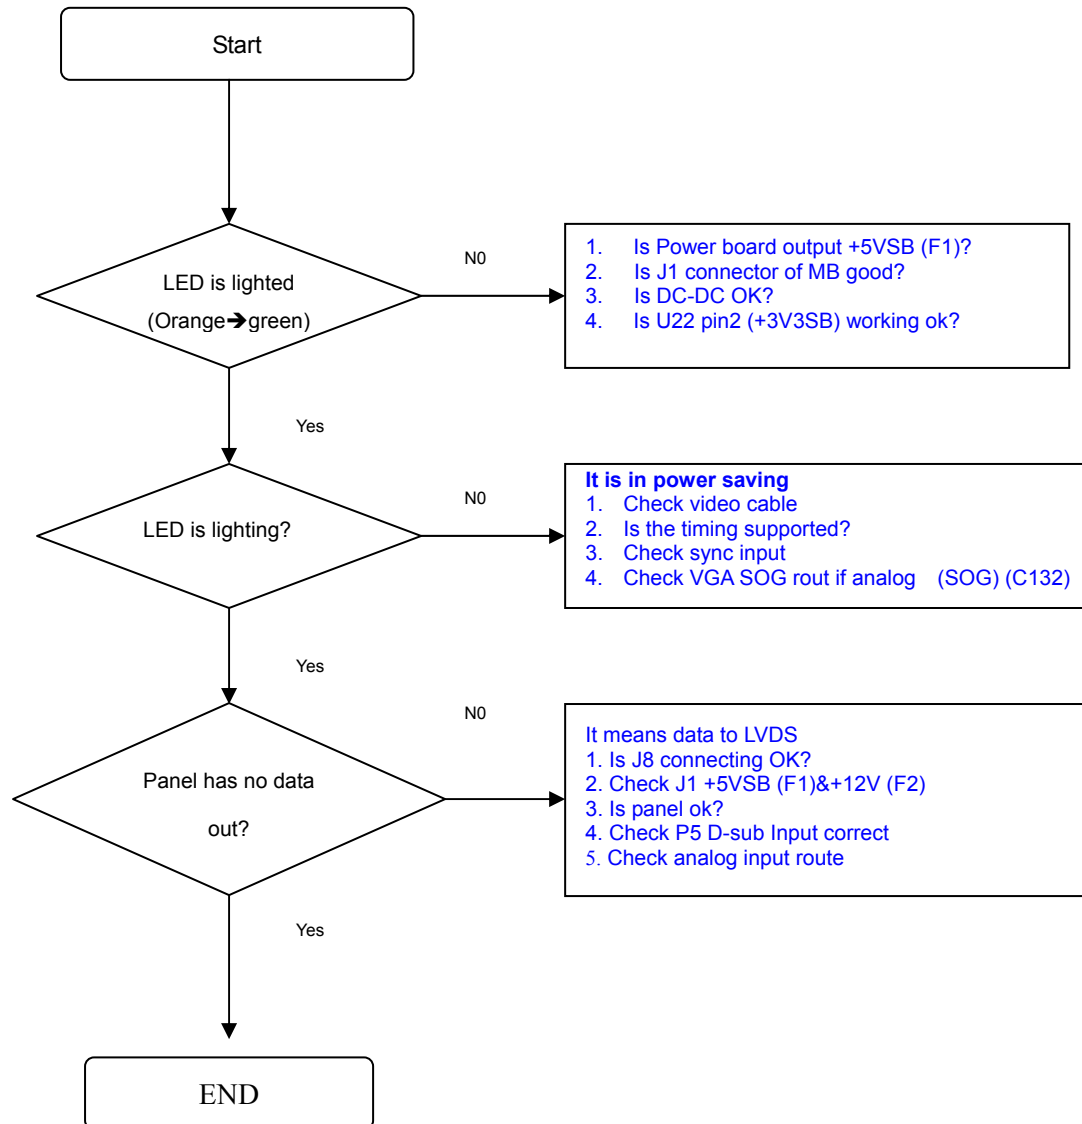 Start
LED is lighted
(Orange➔green)
N0
1. Is Power board output +5VSB (F1)?
2. Is J1 connector of MB good?
3. Is DC-DC OK?
4. Is U22 pin2 (+3V3SB) working ok?
Yes
LED is lighting?
N0
It is in power saving
1. Check video cable
2. Is the timing supported?
3. Check sync input
4. Check VGA SOG rout if analog (SOG) (C132)
Yes
Panel has no data
out?
N0
It means data to LVDS
1. Is J8 connecting OK?
2. Check J1 +5VSB (F1)&+12V (F2)
3. Is panel ok?
4. Check P5 D-sub Input correct
5. Check analog input route
Yes
END